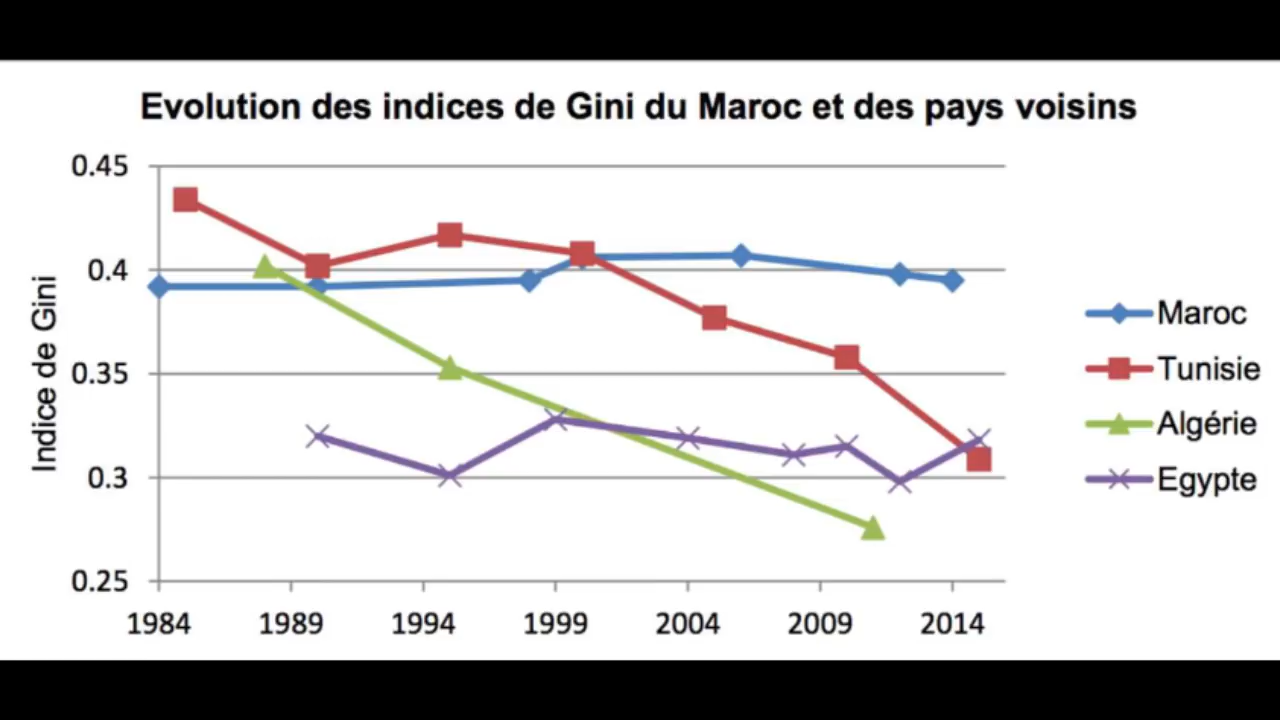 Evolution des indices de Gini du Maroc et des pays voisins
Indice de Gini
0.45
0.4
0.35
0.3
0.25
1984 1989 1994 1999 2004 2009 2014
Maroc
Tunisie
Algérie
Egypte